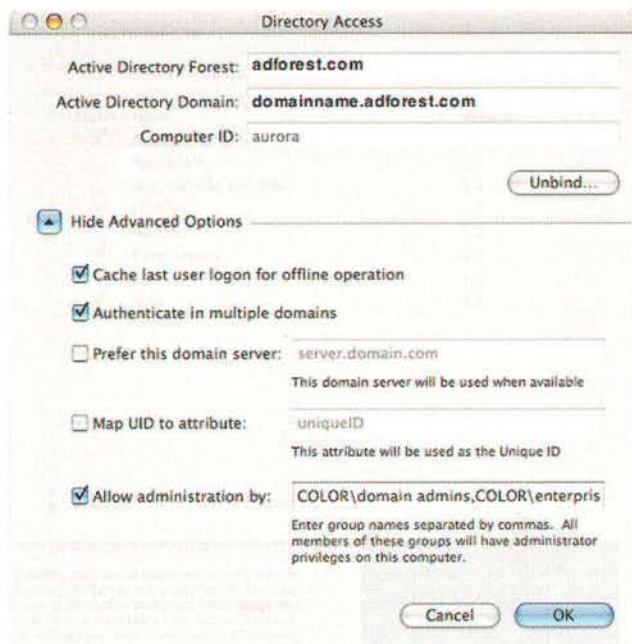 Directory Access
Active Directory Forest: adforest.com
Active Directory Domain: domainname.adforest.com
Computer ID: aurora
Unbind...
Hide Advanced Options
Cache last user logon for offline operation
Authenticate in multiple domains
Prefer this domain server: server.domain.com
This domain server will be used when available
Map UID to attribute: uniqueID
This attribute will be used as the Unique ID
Allow administration by: COLOR\domain admins,COLOR\enterpris
Enter group names separated by commas. All
members of these groups will have administrator
privileges on this computer.
Cancel OK